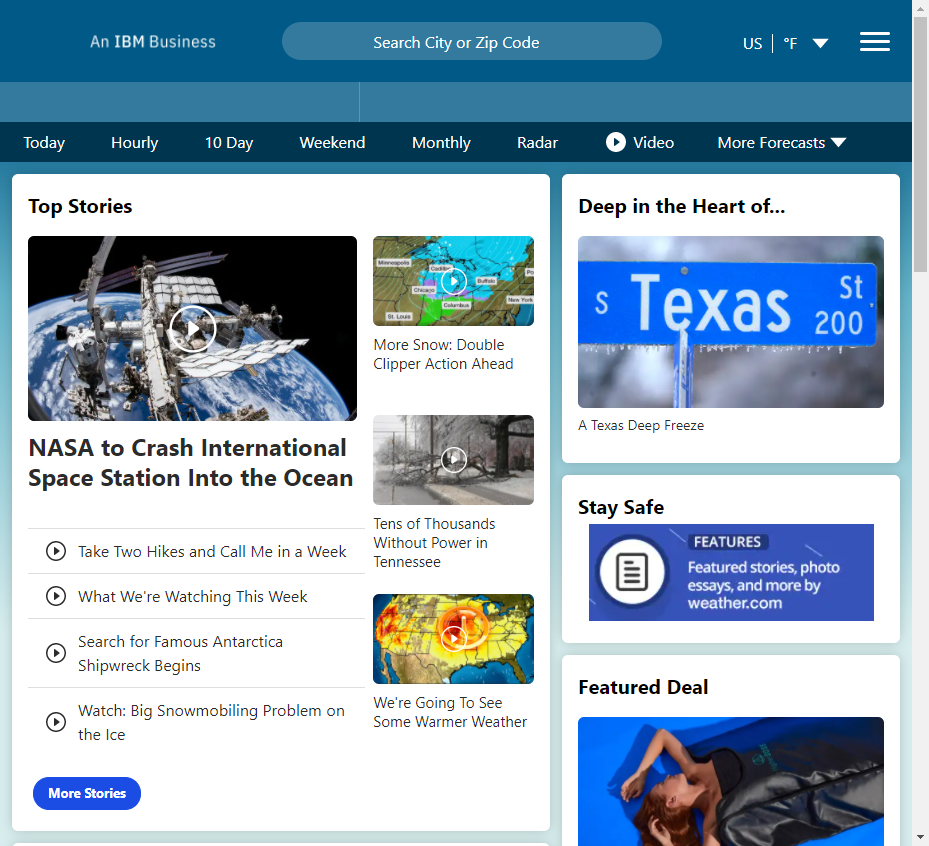 An IBM Business
Search City or Zip Code
US
°F
Today
Hourly
10 Day
Weekend
Monthly
Radar
Video
More Forecasts
Top Stories
NASA to Crash International
Space Station Into the Ocean
Take Two Hikes and Call Me in a Week
What We're Watching This Week
Search for Famous Antarctica
Shipwreck Begins
Watch: Big Snowmobiling Problem on
the Ice
More Stories
Minneapolis
Chicago
Buffalo
New York
Columbus
St. Louis
More Snow: Double
Clipper Action Ahead
Tens of Thousands
Without Power in
Tennessee
We're Going To See
Some Warmer Weather
Deep in the Heart of...
S Texas St
200
A Texas Deep Freeze
Stay Safe
FEATURES
Featured stories, photo
essays, and more by
weather.com
Featured Deal